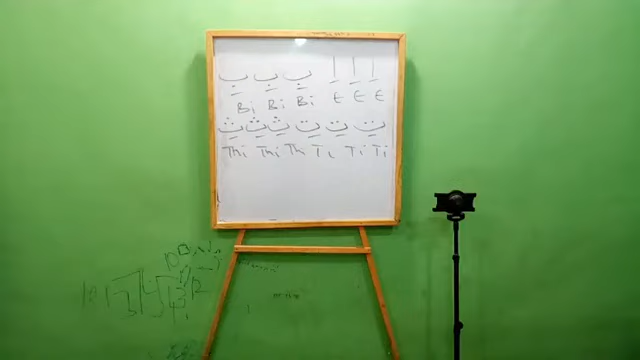 بِ بِ بِ اِ اِ اِ
Bi Bi Bi E E E
ثِ ثِ ثِ تِ تِ تِ
Thi Thi Thi Ti Ti Ti